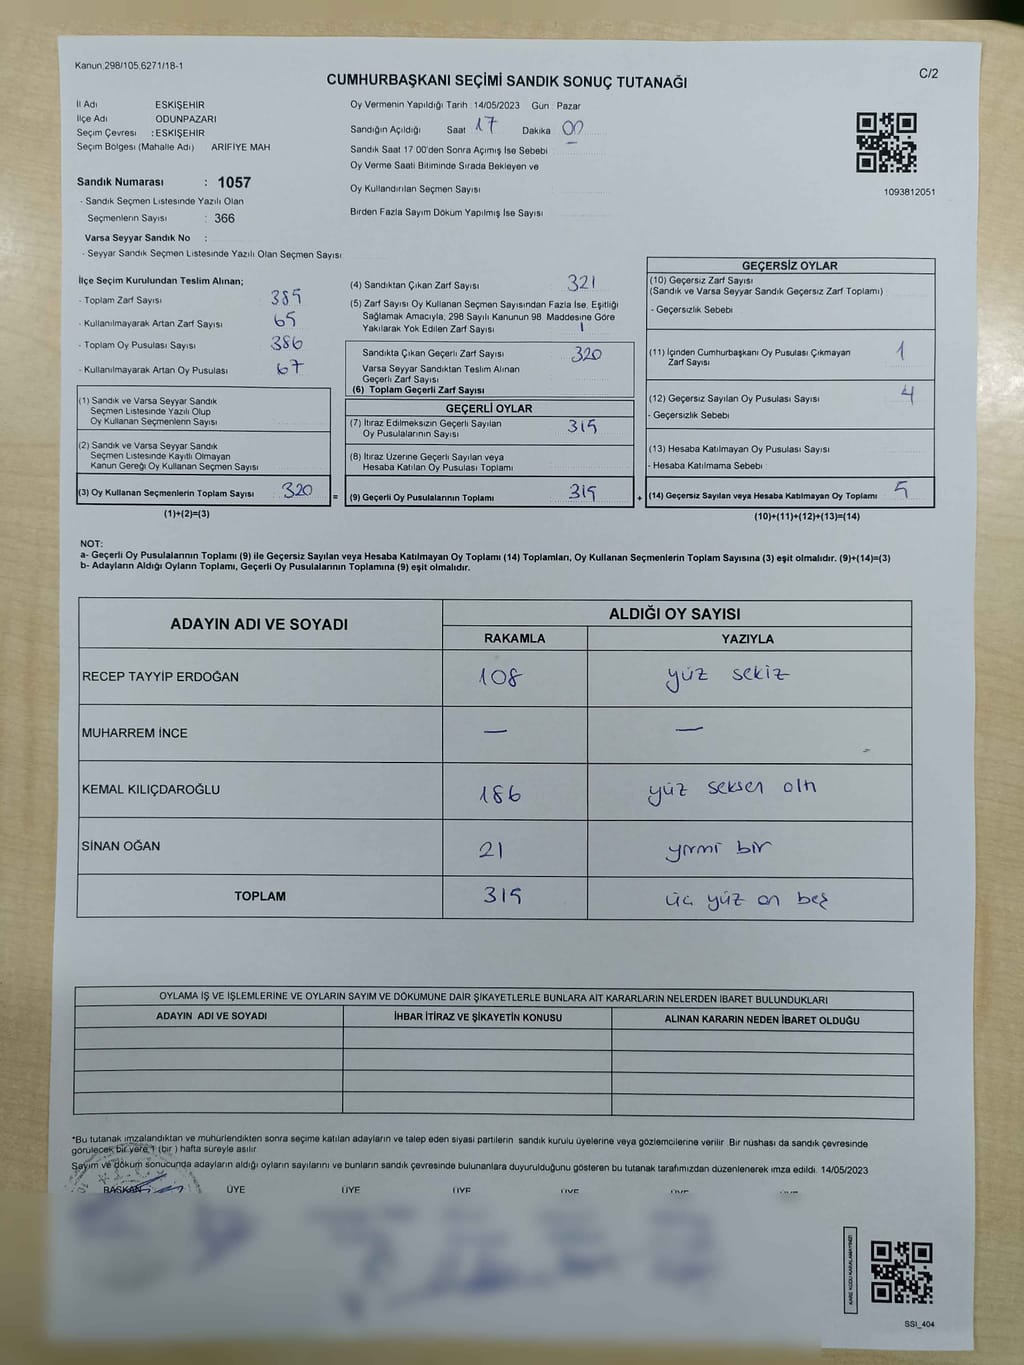 Kanun.298/105,6271/18-1
C/2
CUMHURBAŞKANI SEÇİMİ SANDIK SONUÇ TUTANAĞI
İl Adı ESKİŞEHİR
İlçe Adı ODUNPAZARI
Seçim Çevresi : ESKİŞEHİR
Seçim Bölgesi (Mahalle Adı) ARİFİYE MAH
Sandık Numarası : 1057
- Sandık Seçmen Listesinde Yazılı Olan
Seçmenlerin Sayısı : 366
Varsa Seyyar Sandık No :
- Seyyar Sandık Seçmen Listesinde Yazılı Olan Seçmen Sayısı
Oy Vermenin Yapıldığı Tarih 14/05/2023 Gün Pazar
Sandığın Açıldığı Saat 17 Dakika 00
Sandık Saat 17 00'den Sonra Açımış İse Sebebi
Oy Verme Saati Bitiminde Sırada Bekleyen ve
Oy Kullandırılan Seçmen Sayısı
Birden Fazla Sayım Döküm Yapılmış İse Sayısı
1093812051
İlçe Seçim Kurulundan Teslim Alınan;
- Toplam Zarf Sayısı 385
- Kullanılmayarak Artan Zarf Sayısı 65
- Toplam Oy Pusulası Sayısı 386
- Kullanılmayarak Artan Oy Pusulası 67
(1) Sandık ve Varsa Seyyar Sandık
Seçmen Listesinde Yazılı Olup
Oy Kullanan Seçmenlerin Sayısı
(2) Sandık ve Varsa Seyyar Sandık
Seçmen Listesinde Kayıtlı Olmayan
Kanun Gereği Oy Kullanan Seçmen Sayısı
(3) Oy Kullanan Seçmenlerin Toplam Sayısı 320
(1)+(2)=(3)
=
(4) Sandıktan Çıkan Zarf Sayısı 321
(5) Zarf Sayısı Oy Kullanan Seçmen Sayısından Fazla İse, Eşitliği
Sağlamak Amacıyla, 298 Sayılı Kanunun 98. Maddesine Göre
Yakılarak Yok Edilen Zarf Sayısı 1
Sandıkta Çıkan Geçerli Zarf Sayısı 320
Varsa Seyyar Sandıktan Teslim Alınan
Geçerli Zarf Sayısı
(6) Toplam Geçerli Zarf Sayısı
GEÇERLİ OYLAR
(7) İtiraz Edilmeksizin Geçerli Sayılan 315
Oy Pusulalarının Sayısı
(8) İtiraz Üzerine Geçerli Sayılan veya
Hesaba Katılan Oy Pusulası Toplamı
(9) Geçerli Oy Pusulalarının Toplamı 315
+
GEÇERSİZ OYLAR
(10) Geçersiz Zarf Sayısı
(Sandık ve Varsa Seyyar Sandık Geçersiz Zarf Toplamı)
- Geçersizlik Sebebi
(11) İçinden Cumhurbaşkanı Oy Pusulası Çıkmayan 1
Zarf Sayısı
(12) Geçersiz Sayılan Oy Pusulası Sayısı 4
- Geçersizlik Sebebi
(13) Hesaba Katılmayan Oy Pusulası Sayısı
- Hesaba Katılmama Sebebi
(14) Geçersiz Sayılan veya Hesaba Katılmayan Oy Toplamı 5
(10)+(11)+(12)+(13)=(14)
NOT:
a- Geçerli Oy Pusulalarının Toplamı (9) ile Geçersiz Sayılan veya Hesaba Katılmayan Oy Toplamı (14) Toplamları, Oy Kullanan Seçmenlerin Toplam Sayısına (3) eşit olmalıdır. (9)+(14)=(3)
b- Adayların Aldığı Oyların Toplamı, Geçerli Oy Pusulalarının Toplamına (9) eşit olmalıdır.
ADAYIN ADI VE SOYADI ALDIĞI OY SAYISI
RAKAMLA YAZIYLA
RECEP TAYYİP ERDOĞAN 108 yüz sekiz
MUHARREM İNCE — —
KEMAL KILIÇDAROĞLU 186 yüz seksen altı
SİNAN OĞAN 21 yirmi bir
TOPLAM 315 üç yüz on beş
OYLAMA İŞ VE İŞLEMLERİNE VE OYLARIN SAYIM VE DÖKÜMÜNE DAİR ŞİKAYETLERLE BUNLARA AİT KARARLARIN NELERDEN İBARET BULUNDUKLARI
ADAYIN ADI VE SOYADI İHBAR İTİRAZ VE ŞİKAYETİN KONUSU ALINAN KARARIN NEDEN İBARET OLDUĞU
*Bu tutanak imzalandıktan ve mühürlendikten sonra seçime katılan adayların ve talep eden siyasi partilerin sandık kurulu üyelerine veya gözlemcilerine verilir Bir nüshası da sandık çevresinde
görülecek bir yere 1 (bir) hafta süreyle asılır
Sayım ve döküm sonucunda adayların aldığı oyların sayılarını ve bunların sandık çevresinde bulunanlara duyurulduğunu gösteren bu tutanak tarafımızdan düzenlenerek imza edildi. 14/05/2023
BAŞKAN ÜYE ÜYE ÜYE ÜYE ÜYE ÜYE
KARE KODU KARALAMAYINIZ!
SSİ_404